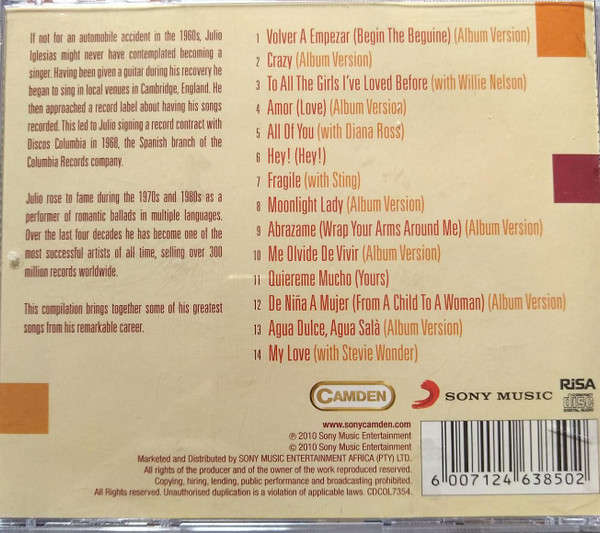 If not for an automobile accident in the 1960s, Julio
Iglesias might never have contemplated becoming a
singer. Having been given a guitar during his recovery he
began to sing in local venues in Cambridge, England. He
then approached a record label about having his songs
recorded. This led to Julio signing a record contract with
Discos Columbia in 1968, the Spanish branch of the
Columbia Records company.
Julio rose to fame during the 1970s and 1980s as a
performer of romantic ballads in multiple languages.
Over the last four decades he has become one of the
most successful artists of all time, selling over 300
million records worldwide.
This compilation brings together some of his greatest
songs from his remarkable career.
1 Volver A Empezar (Begin The Beguine) (Album Version)
2 Crazy (Album Version)
3 To All The Girls I've Loved Before (with Willie Nelson)
4 Amor (Love) (Album Version)
5 All Of You (with Diana Ross)
6 Hey! (Hey!)
7 Fragile (with Sting)
8 Moonlight Lady (Album Version)
9 Abrazame (Wrap Your Arms Around Me) (Album Version)
10 Me Olvide De Vivir (Album Version)
11 Quiereme Mucho (Yours)
12 De Niña A Mujer (From A Child To A Woman) (Album Version)
13 Agua Dulce, Agua Salà (Album Version)
14 My Love (with Stevie Wonder)
CAMDEN
SONY MUSIC
RiSA
COMPACT
disc
DIGITAL AUDIO
www.sonycamden.com
℗ 2010 Sony Music Entertainment
© 2010 Sony Music Entertainment
Marketed and Distributed by SONY MUSIC ENTERTAINMENT AFRICA (PTY) LTD.
All rights of the producer and of the owner of the work reproduced reserved.
Copying, hiring, lending, public performance and broadcasting prohibited.
All Rights Reserved. Unauthorised duplication is a violation of applicable laws. CDCOL7354.
6 007124 638502